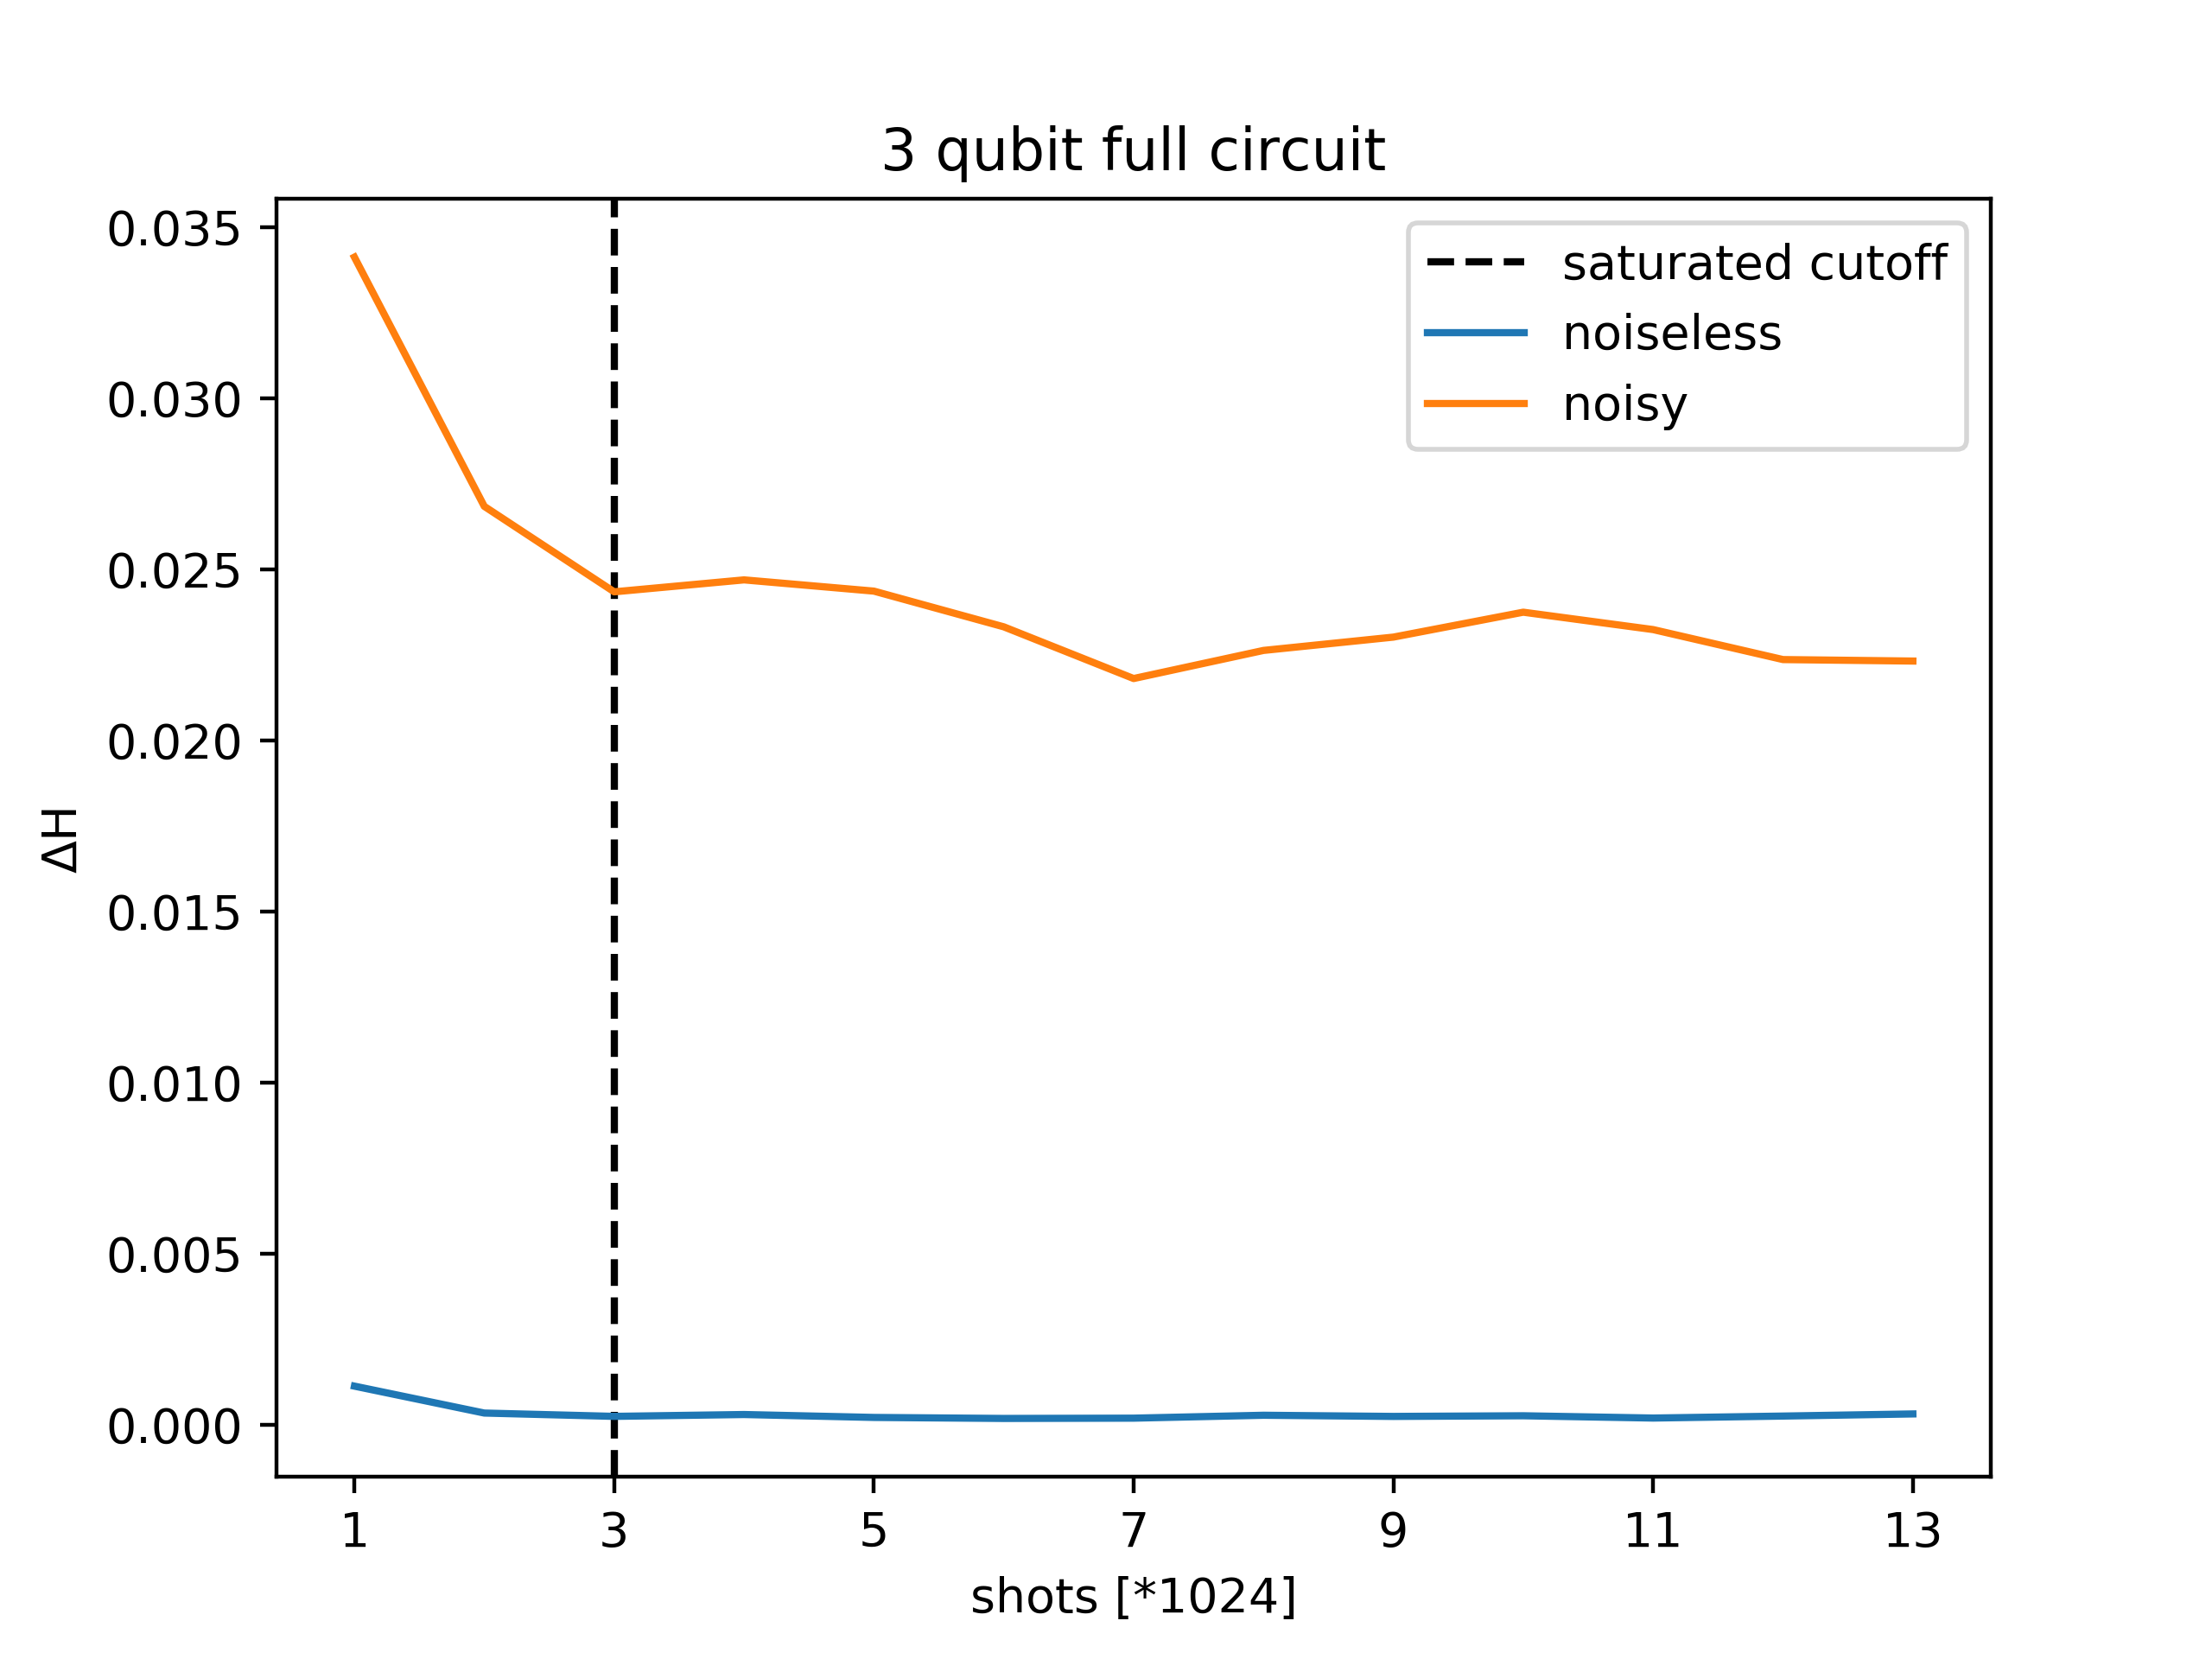 3 qubit full circuit
saturated cutoff
noiseless
noisy
0.035
0.030
0.025
0.020
0.015
0.010
0.005
0.000
ΔH
1 3 5 7 9 11 13
shots [*1024]